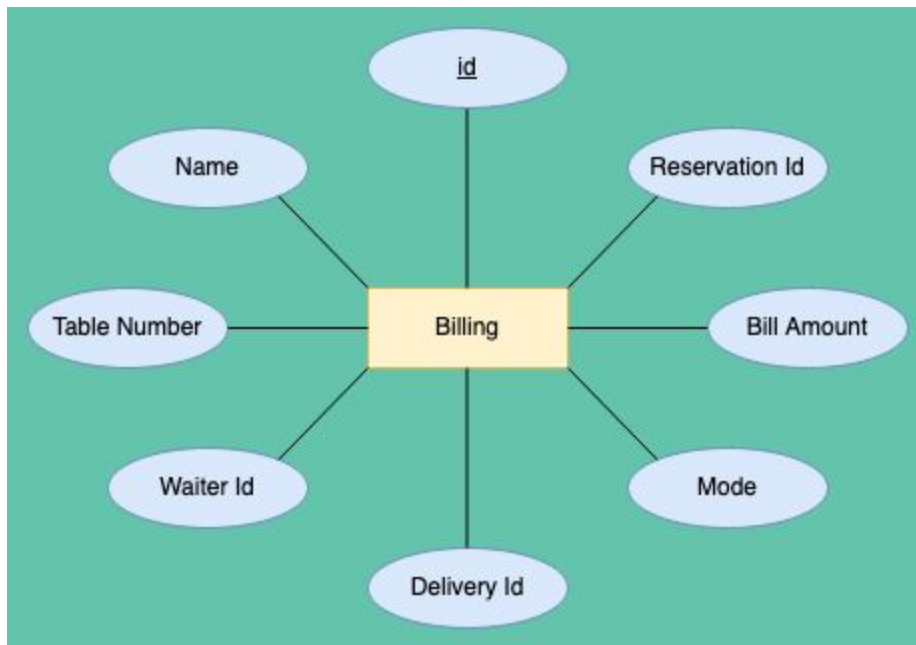 id
Name
Reservation Id
Table Number
Billing
Bill Amount
Waiter Id
Mode
Delivery Id